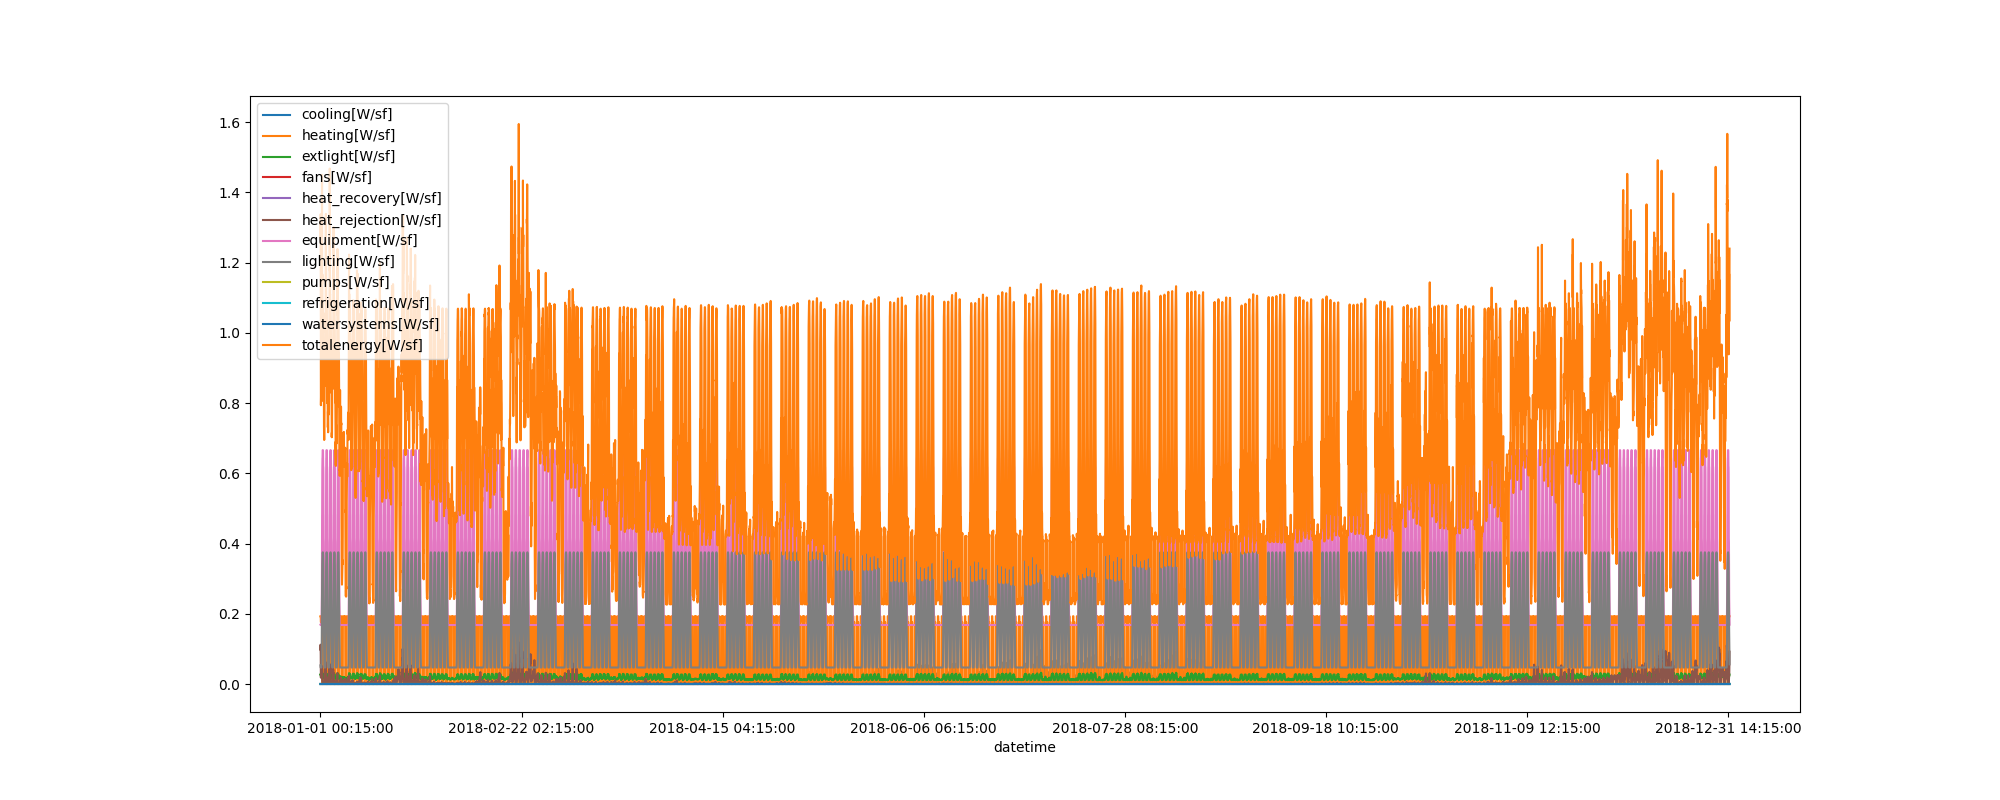 1.6
1.4
1.2
1.0
0.8
0.6
0.4
0.2
0.0
cooling[W/sf]
heating[W/sf]
extlight[W/sf]
fans[W/sf]
heat_recovery[W/sf]
heat_rejection[W/sf]
equipment[W/sf]
lighting[W/sf]
pumps[W/sf]
refrigeration[W/sf]
watersystems[W/sf]
totalenergy[W/sf]
2018-01-01 00:15:00 2018-02-22 02:15:00 2018-04-15 04:15:00 2018-06-06 06:15:00 2018-07-28 08:15:00 2018-09-18 10:15:00 2018-11-09 12:15:00 2018-12-31 14:15:00
datetime